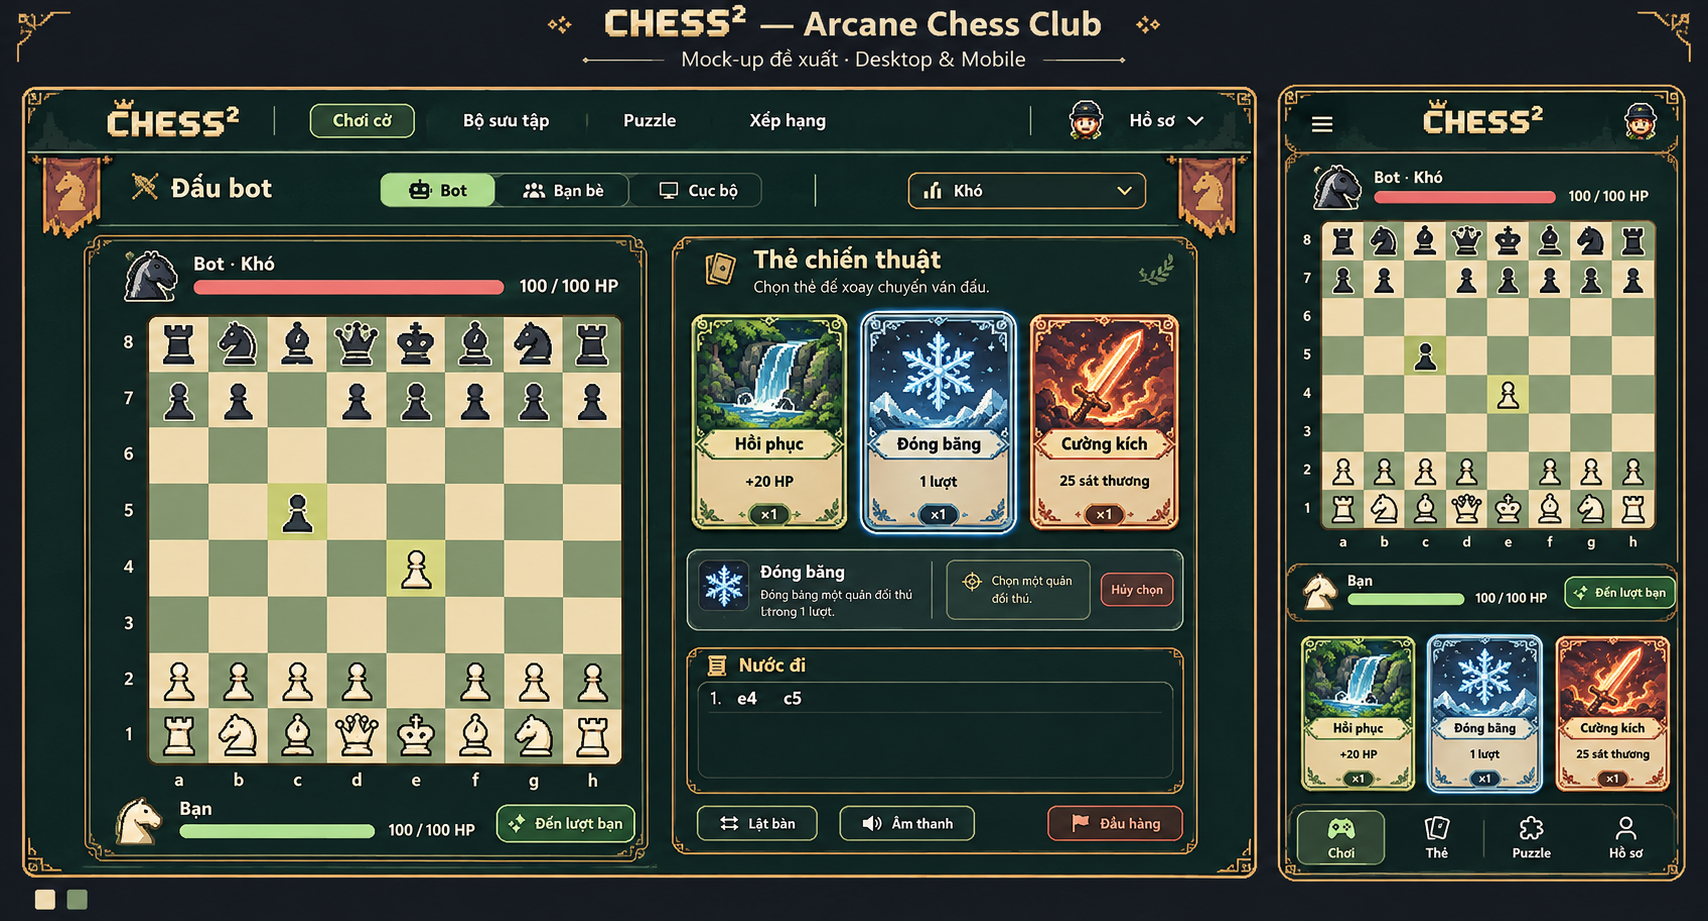 CHESS² — Arcane Chess Club
Mock-up đề xuất · Desktop & Mobile
CHESS²
Chơi cờ
Bộ sưu tập
Puzzle
Xếp hạng
Hồ sơ
Đấu bot
Bot
Bạn bè
Cục bộ
Khó
Bot · Khó
100 / 100 HP
8
7
6
5
4
3
2
1
a b c d e f g h
Bạn
100 / 100 HP
Đến lượt bạn
Thẻ chiến thuật
Chọn thẻ để xoay chuyển ván đấu.
Hồi phục
+20 HP
×1
Đóng băng
1 lượt
×1
Cường kích
25 sát thương
×1
Đóng băng
Đóng băng một quân đối thủ
trong 1 lượt.
Chọn một quân
đối thủ.
Hủy chọn
Nước đi
1. e4 c5
Lật bàn
Âm thanh
Đầu hàng
CHESS²
Bot · Khó
100 / 100 HP
8
7
6
5
4
3
2
1
a b c d e f g h
Bạn
100 / 100 HP
Đến lượt bạn
Hồi phục
+20 HP
×1
Đóng băng
1 lượt
×1
Cường kích
25 sát thương
×1
Chơi
Thẻ
Puzzle
Hồ sơ